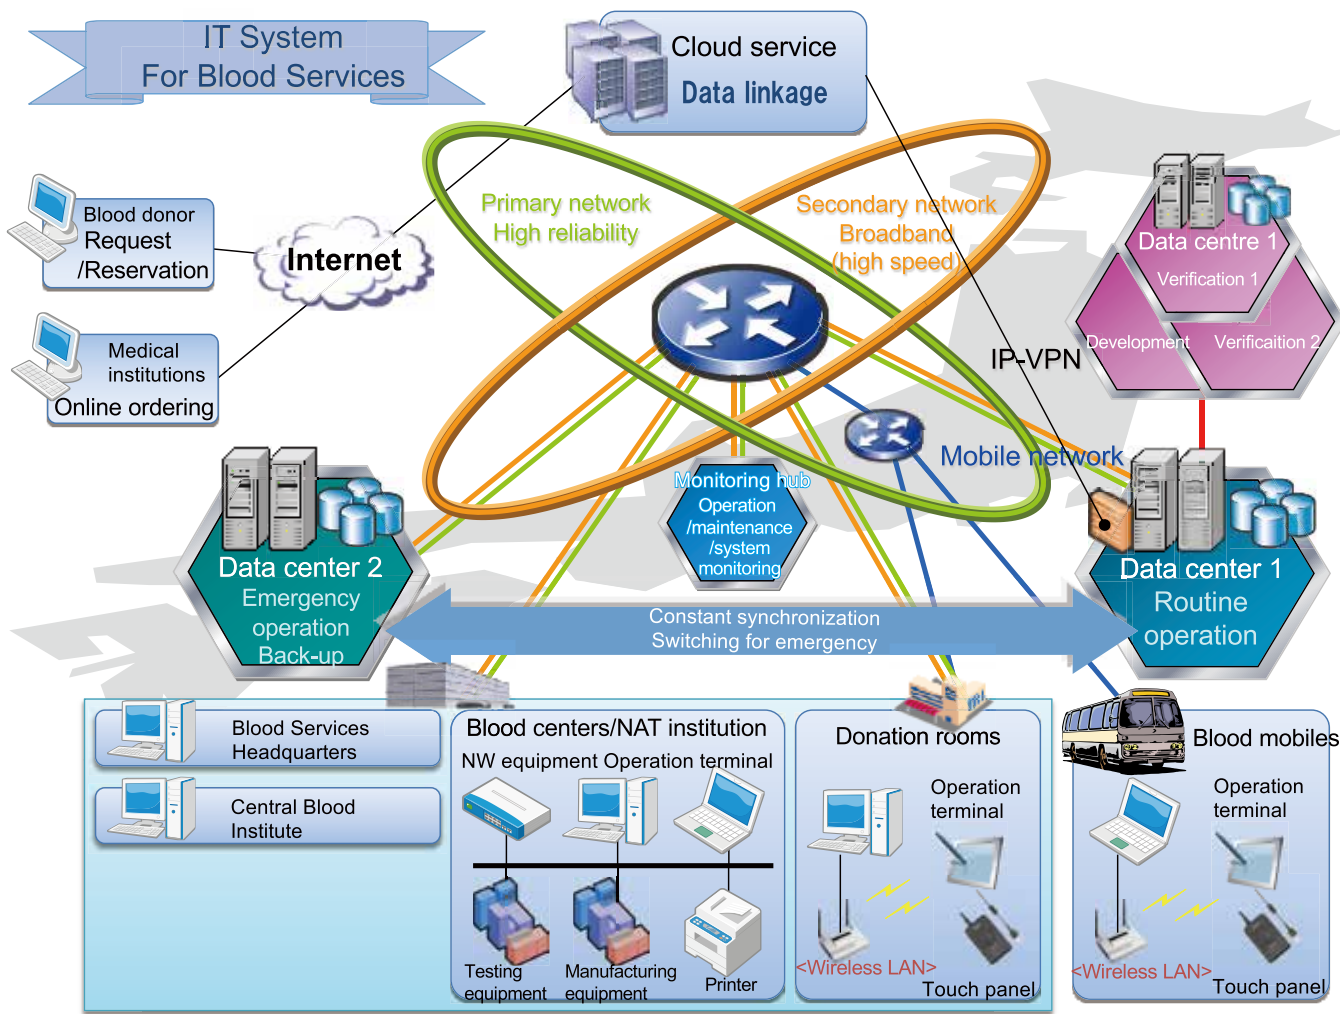 IT System
For Blood Services
Cloud service
Data linkage
Blood donor
Request
/Reservation
Internet
Medical
institutions
Online ordering
Primary network
High reliability
Secondary network
Broadband
(high speed)
Data centre 1
Verification 1
Development
Verificaition 2
IP-VPN
Mobile network
Monitoring hub
Operation
/maintenance
/system
monitoring
Data center 2
Emergency
operation
Back-up
Data center 1
Routine
operation
Constant synchronization
Switching for emergency
Blood Services
Headquarters
Central Blood
Institute
Blood centers/NAT institution
NW equipment Operation terminal
Testing
equipment
Manufacturing
equipment
Printer
Donation rooms
Operation
terminal
<Wireless LAN>
Touch panel
Blood mobiles
Operation
terminal
<Wireless LAN>
Touch panel